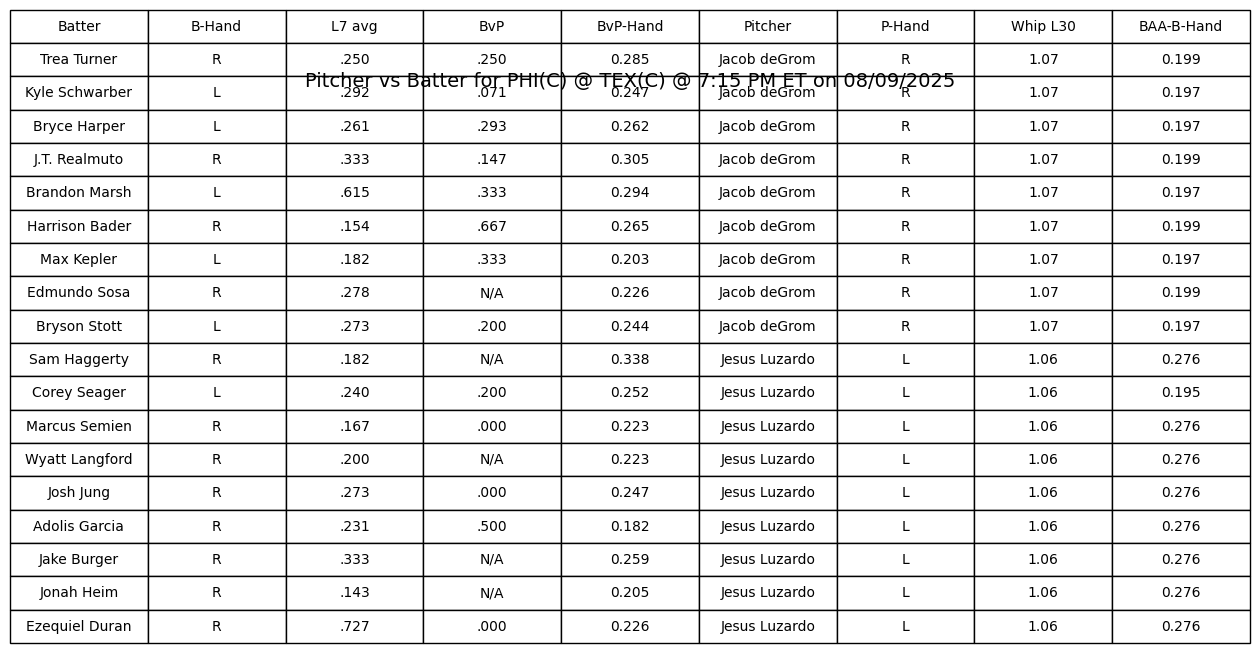 Batter B-Hand L7 avg BvP BvP-Hand Pitcher P-Hand Whip L30 BAA-B-Hand
Trea Turner R .250 .250 0.285 Jacob deGrom R 1.07 0.199
Pitcher vs Batter for PHI(C) @ TEX(C) @ 7:15 PM ET on 08/09/2025
Kyle Schwarber L .292 .071 0.247 Jacob deGrom R 1.07 0.197
Bryce Harper L .261 .293 0.262 Jacob deGrom R 1.07 0.197
J.T. Realmuto R .333 .147 0.305 Jacob deGrom R 1.07 0.199
Brandon Marsh L .615 .333 0.294 Jacob deGrom R 1.07 0.197
Harrison Bader R .154 .667 0.265 Jacob deGrom R 1.07 0.199
Max Kepler L .182 .333 0.203 Jacob deGrom R 1.07 0.197
Edmundo Sosa R .278 N/A 0.226 Jacob deGrom R 1.07 0.199
Bryson Stott L .273 .200 0.244 Jacob deGrom R 1.07 0.197
Sam Haggerty R .182 N/A 0.338 Jesus Luzardo L 1.06 0.276
Corey Seager L .240 .200 0.252 Jesus Luzardo L 1.06 0.195
Marcus Semien R .167 .000 0.223 Jesus Luzardo L 1.06 0.276
Wyatt Langford R .200 N/A 0.223 Jesus Luzardo L 1.06 0.276
Josh Jung R .273 .000 0.247 Jesus Luzardo L 1.06 0.276
Adolis Garcia R .231 .500 0.182 Jesus Luzardo L 1.06 0.276
Jake Burger R .333 N/A 0.259 Jesus Luzardo L 1.06 0.276
Jonah Heim R .143 N/A 0.205 Jesus Luzardo L 1.06 0.276
Ezequiel Duran R .727 .000 0.226 Jesus Luzardo L 1.06 0.276